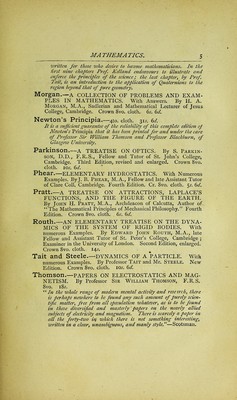 MATHEMATICS. 5
written for those who desire to become mathematicians. In the
first nine chapters Prof. Kelland endeavours to illustrate and
enforce the principles of the science; the last chapter, by Prof.
Tait, is an introduction to the application of Quaternions to the
region beyond that of pure geometry.
Morgan.—A COLLECTION OF PROBLEMS AND EXAM-
PLES IN MATHEMATICS. With Answers. By H. A.
MORGAN, M.A., Sadlerian and Mathematical Lecturer of Jesus
College, Cambridge. Crown 8vo. cloth. 6s. 6d.
Newton's Principia.—4to. cloth. 31s. 6d.
It is a sufficient guarantee of the reliability of this complete edition of
Newton's Principia that it has been printed for and under the care
of Professor Sir William Thomson and Professor Blackburn, of
Glasgow University.
Parkinson.—A TREATISE ON OPTICS. By S. PARKIN-
SON, D.D., F.R.S., Fellow and Tutor of St. John's College,
Cambridge. Third Edition, revised and enlarged. Crown 8vo.
cloth. 10s. 6d.
Phear.—ELEMENTARY HYDROSTATICS. With Numerous
Examples. By J. B. PHEAR, M.A., Fellow and late Assistant Tutor
of Clare Coll. Cambridge. Fourth Edition. Cr. 8vo. cloth. 5s. 6d.
Pratt.—A TREATISE ON ATTRACTIONS, LAPLACE'S
FUNCTIONS, AND THE FIGURE OF THE EARTH.
By JOHN H. PRATT, M.A., Archdeacon of Calcutta, Author of
"The Mathematical Principles of Mechanical Philosophy." Fourth
Edition. Crown 8vo. cloth. 6s. 6d.
Routh.—AN ELEMENTARY TREATISE ON THE DYNA-
MICS OF THE SYSTEM OF RIGID BODIES. With
numerous Examples. By EDWARD JOHN ROUTH, M.A., late
Fellow and Assistant Tutor of St. Peter's College, Cambridge;
Examiner in the University of London. Second Edition, enlarged.
Crown 8vo. cloth. 14s.
Tait and Steele.—DYNAMICS OF A PARTICLE. With
numerous Examples. By Professor TAIT and Mr. STEELE. New
Edition. Crown 8vo. cloth. 10s. 6d.
Thomson.—PAPERS ON ELECTROSTATICS AND MAG-
NETISM. By Professor SIR WILLIAM THOMSON, F.R.S.
8vo. 18s.
"In the whole range of modern mental activity and research, there
is perhaps nowhere to be found any such amount of purely scien-
tific matter, free from all speculation whatever, as is to be found
in these diversified and masterly papers on the nearly allied
subjects of electricity and magnetism. There is scarcely a paper in
all the forty-two in which there is not something interesting,
written in a clear, unambiguous, and manly style."—Scotsman.